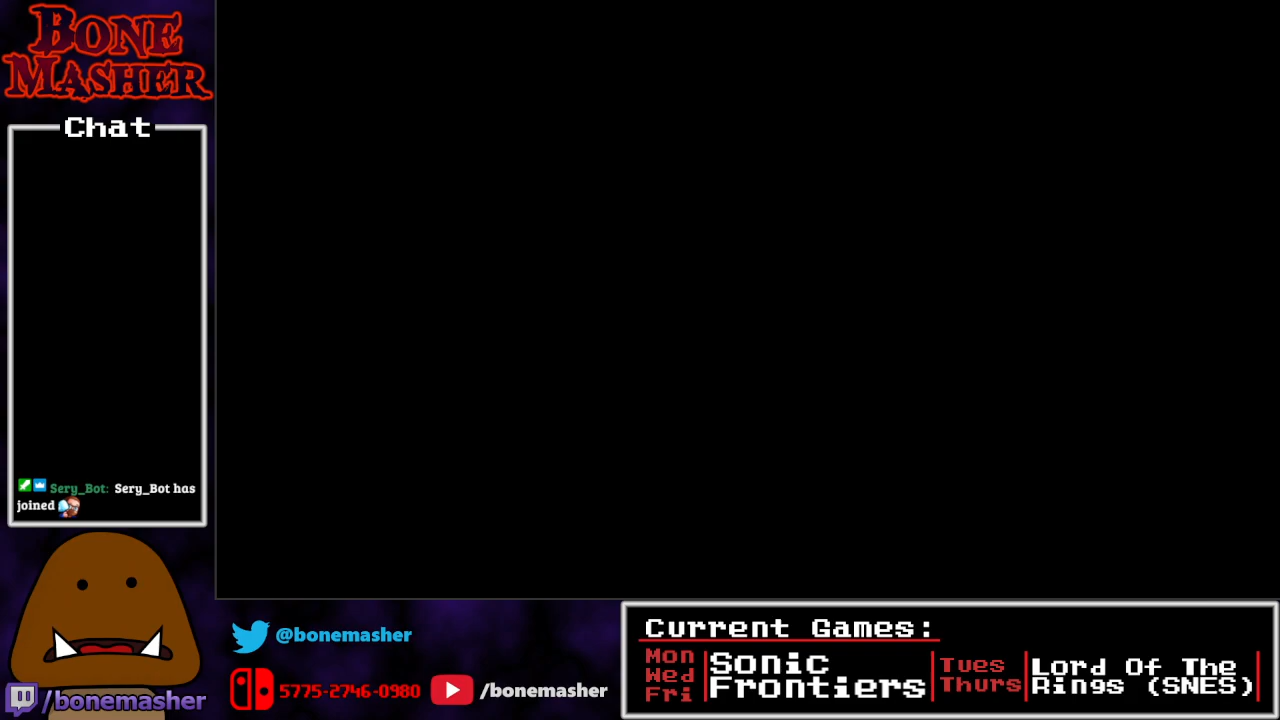 BONE
MASHER
Chat
Sery_Bot: Sery_Bot has
joined
/bonemasher
@bonemasher
5775-2746-0980
/bonemasher
Current Games:
Mon
Wed
Fri
Sonic
Frontiers
Tues
Thurs
Lord Of The
Rings (SNES)